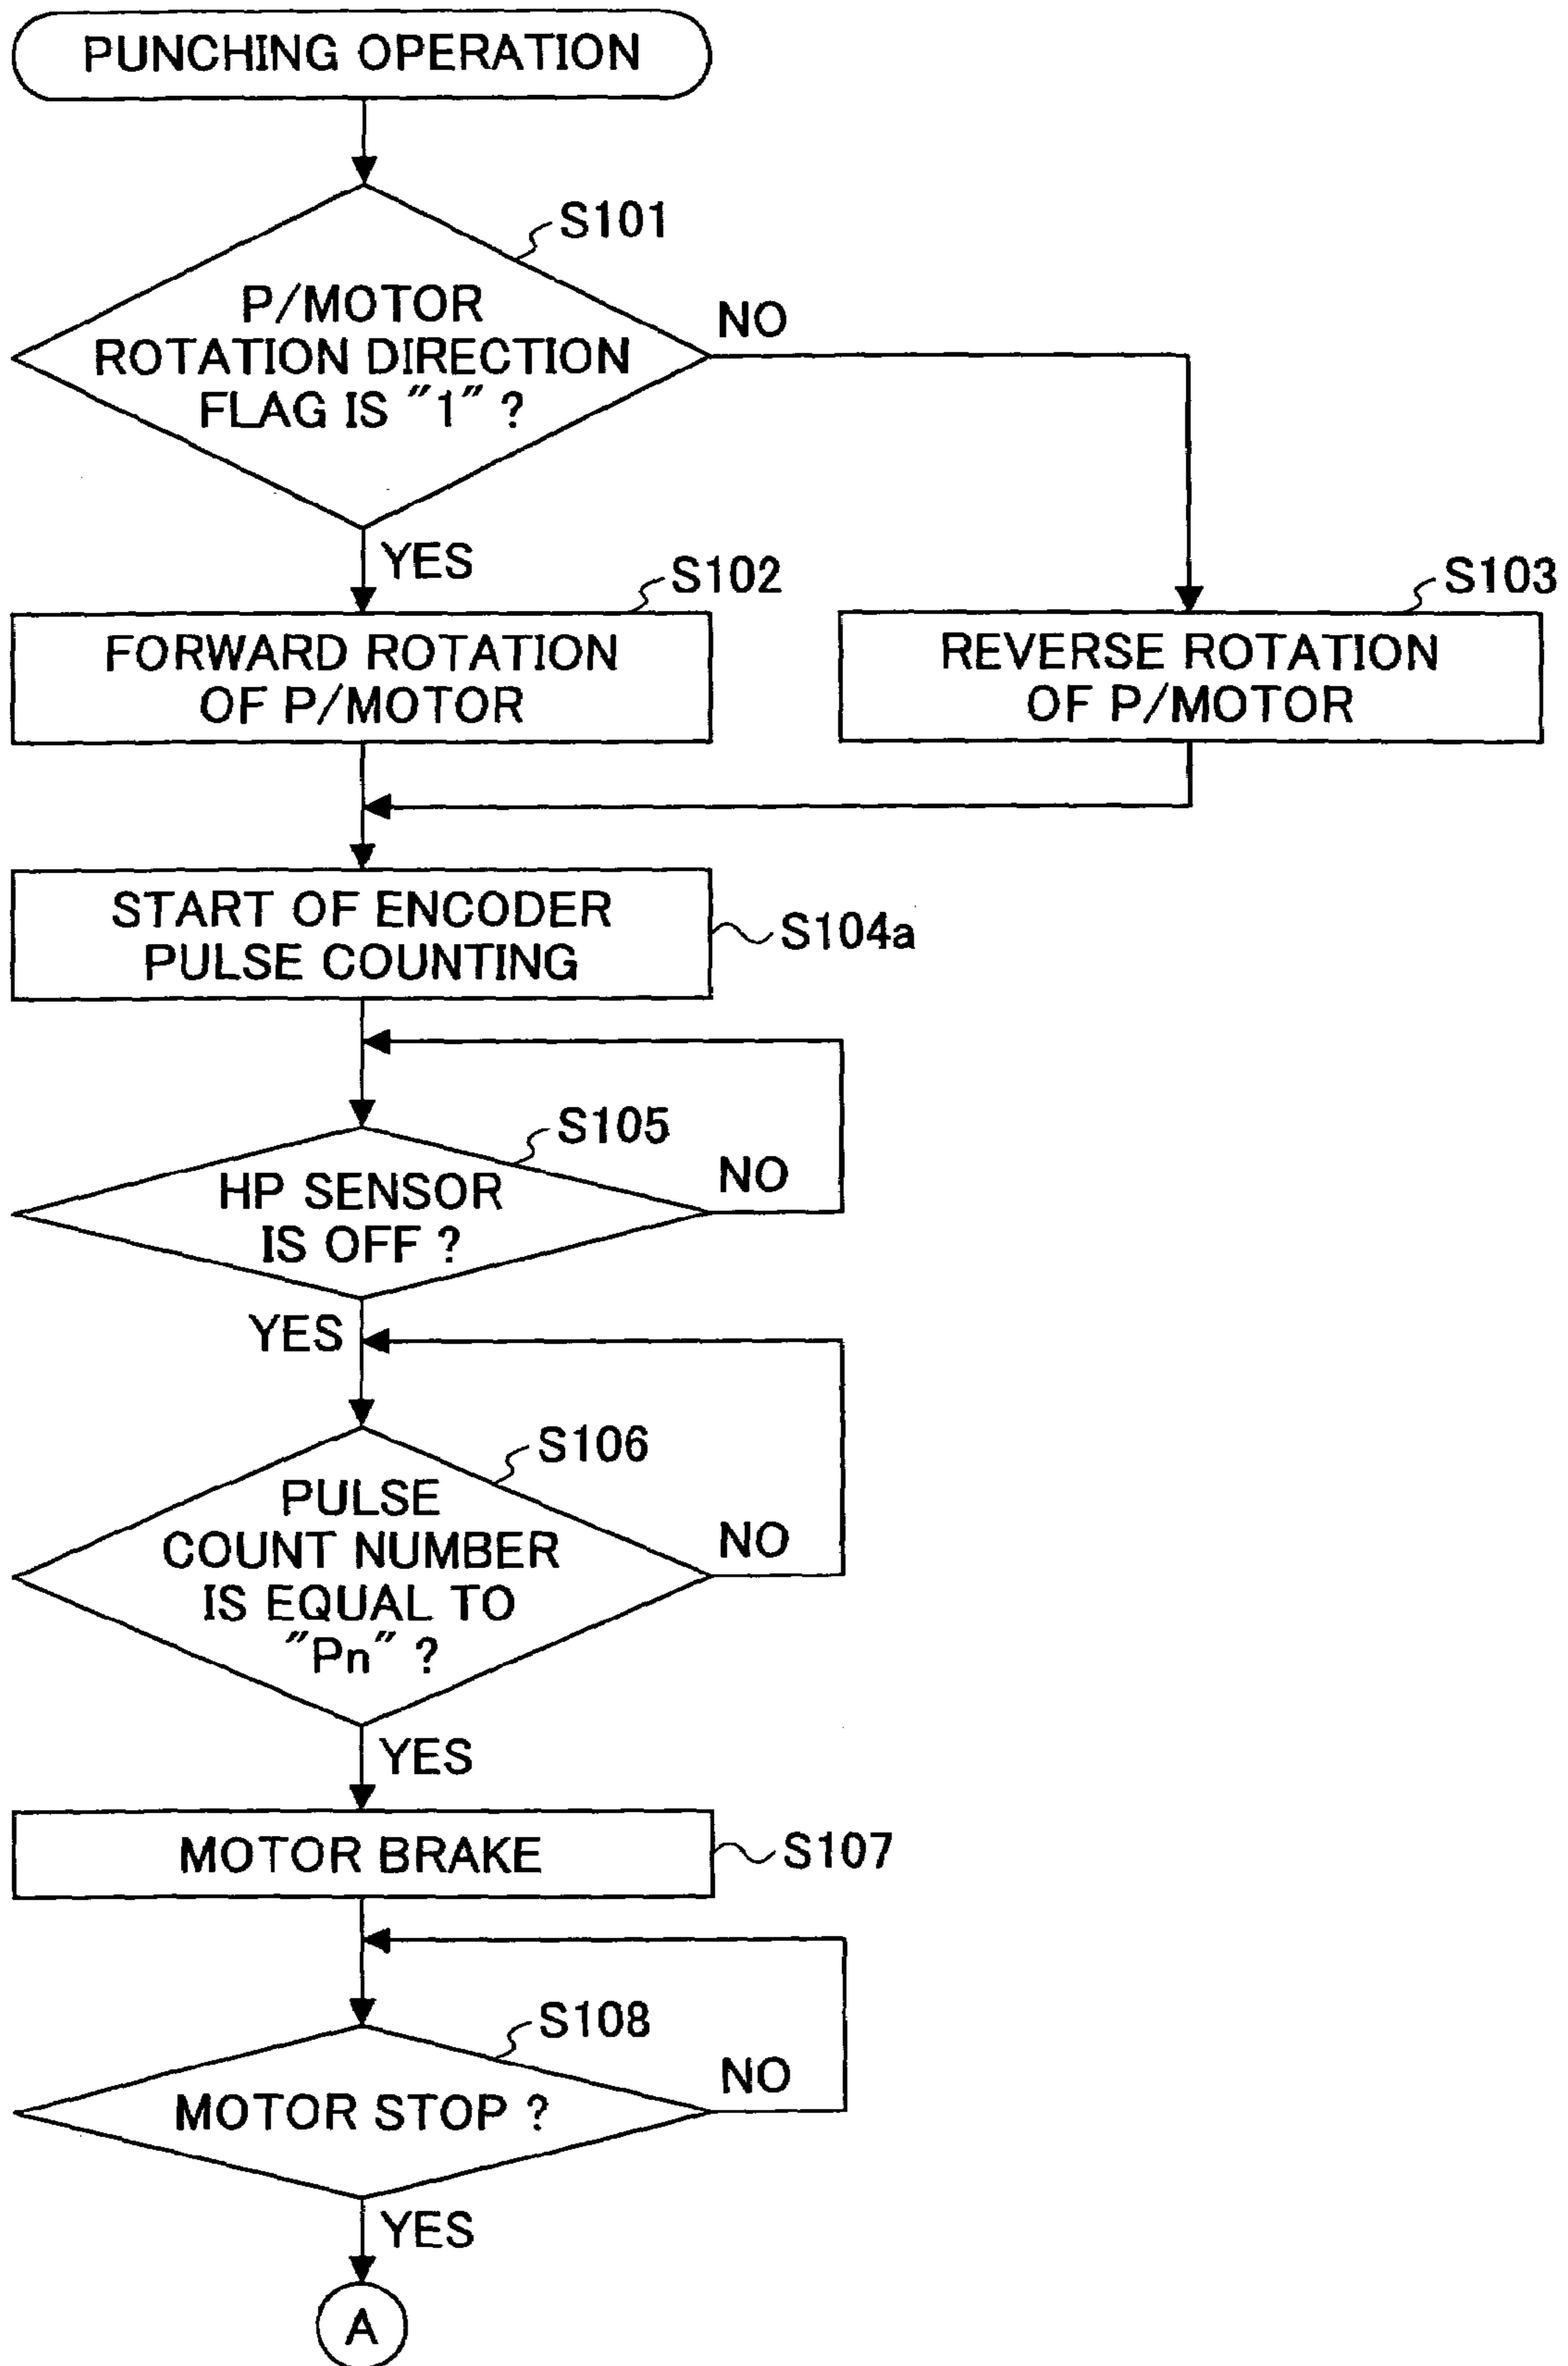 PUNCHING OPERATION
S101
P/MOTOR
ROTATION DIRECTION
FLAG IS "1" ?
NO
YES
S102
FORWARD ROTATION
OF P/MOTOR
S103
REVERSE ROTATION
OF P/MOTOR
START OF ENCODER
PULSE COUNTING
S104a
S105
HP SENSOR
IS OFF ?
NO
YES
S106
PULSE
COUNT NUMBER
IS EQUAL TO
"Pn" ?
NO
YES
MOTOR BRAKE
S107
S108
MOTOR STOP ?
NO
YES
A